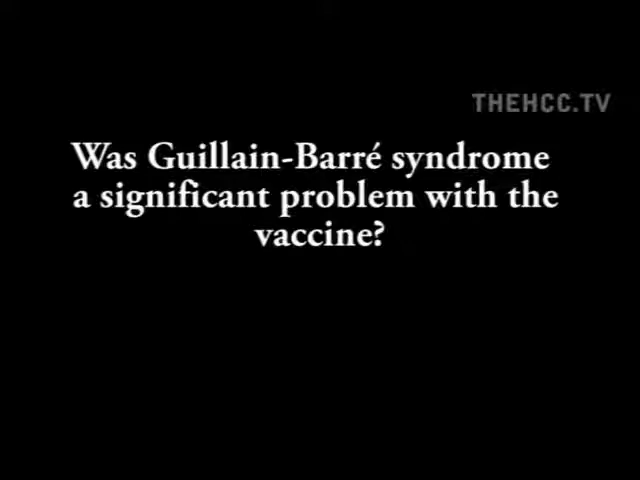 THEHCC.TV
Was Guillain-Barré syndrome
a significant problem with the
vaccine?